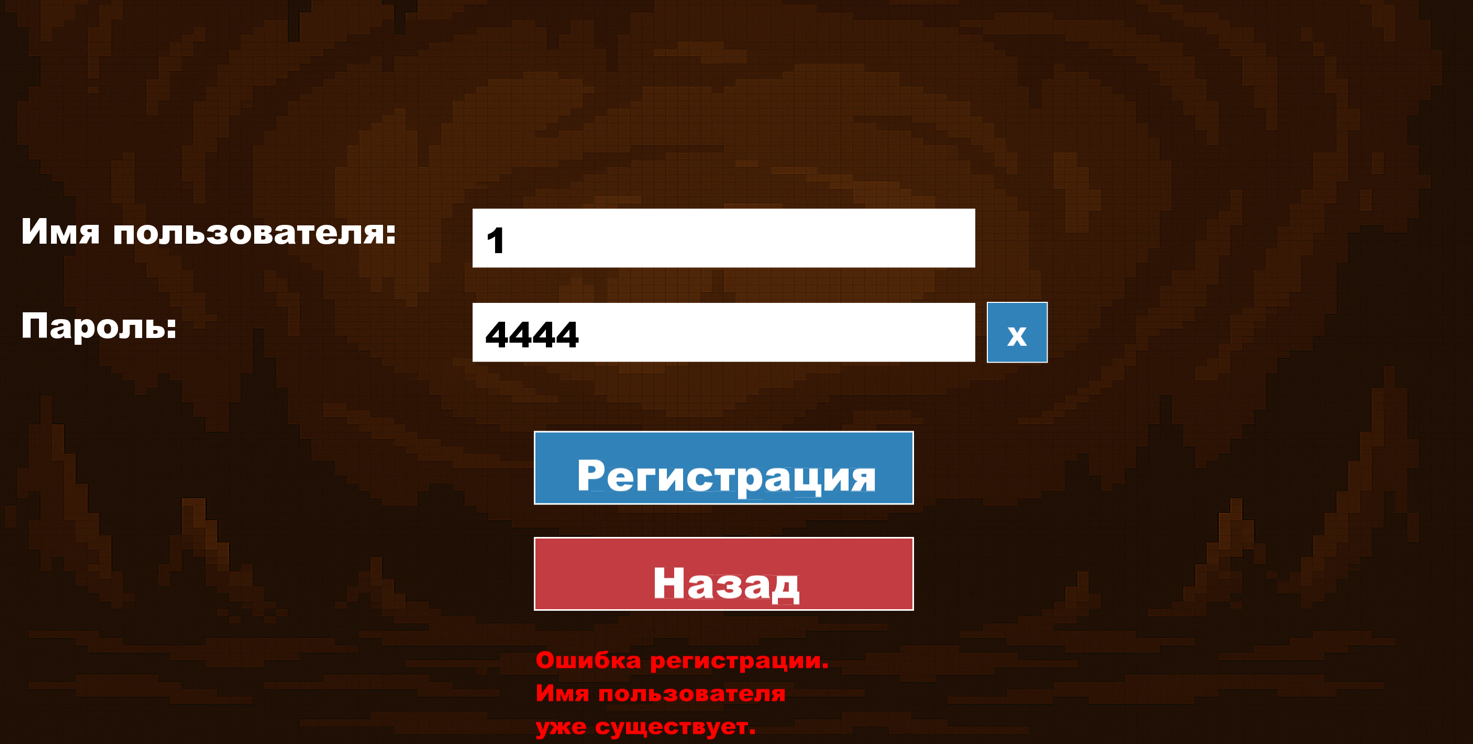 Имя пользователя:
1
Пароль:
4444
x
Регистрация
Назад
Ошибка регистрации.
Имя пользователя
уже существует.